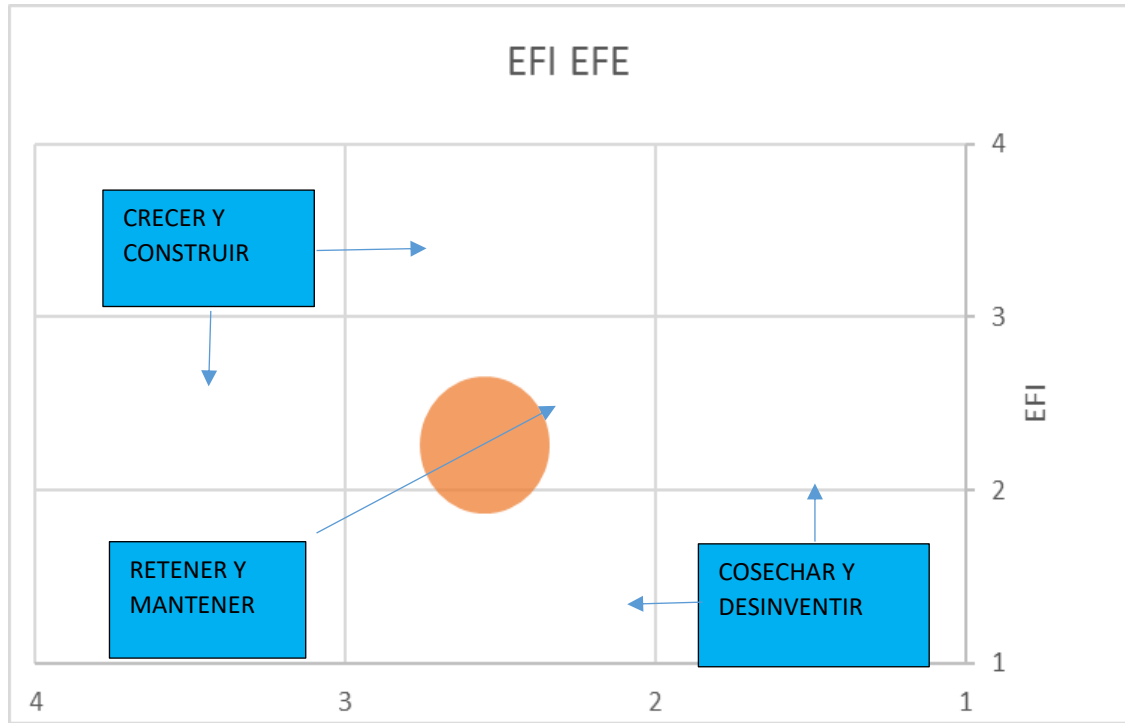 EFI EFE
4
CRECER Y
CONSTRUIR
3
EFI
2
RETENER Y
MANTENER
COSECHAR Y
DESINVENTIR
1
4
3
2
1